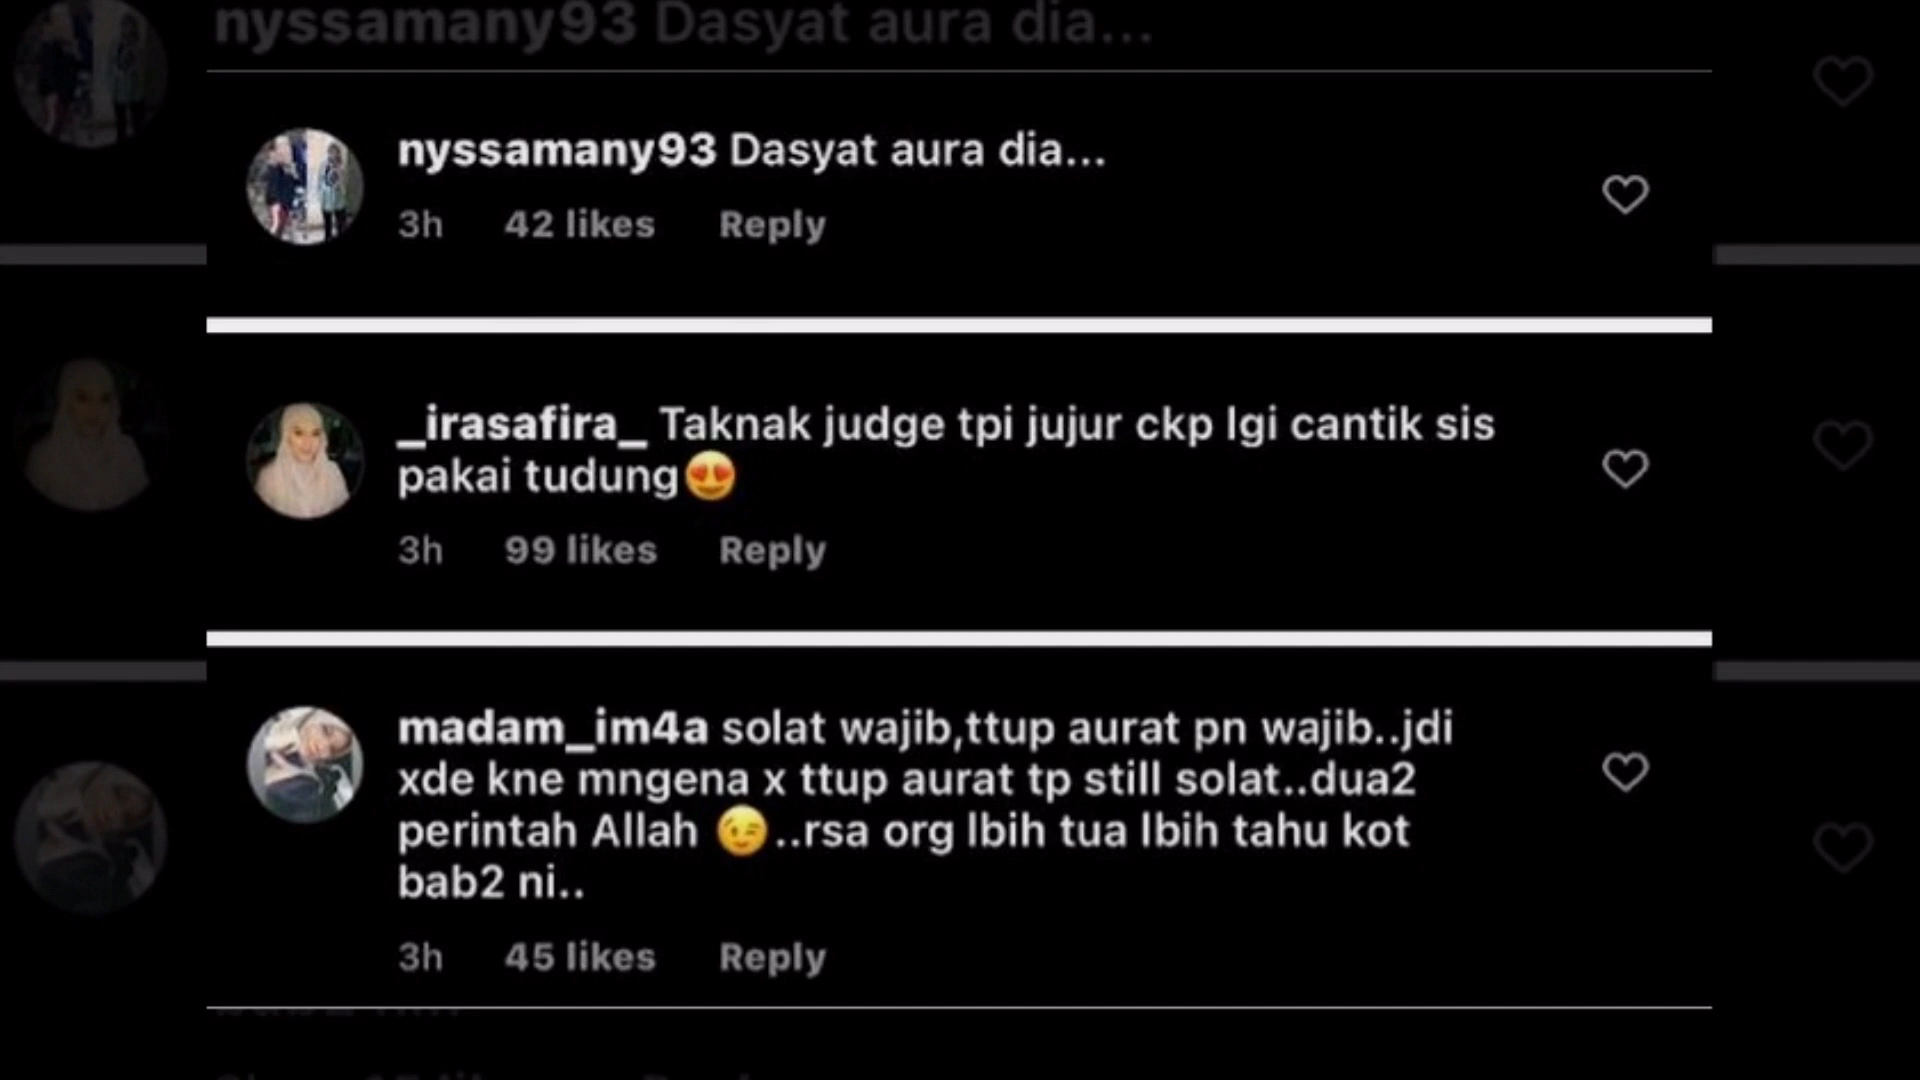 nyssamany93 Dasyat aura dia...
nyssamany93 Dasyat aura dia...
3h 42 likes Reply
_irasafira_ Taknak judge tpi jujur ckp lgi cantik sis
pakai tudung😍
3h 99 likes Reply
madam_im4a solat wajib,ttup aurat pn wajib..jdi
xde kne mngena x ttup aurat tp still solat..dua2
perintah Allah 😉..rsa org lbih tua lbih tahu kot
bab2 ni..
3h 45 likes Reply